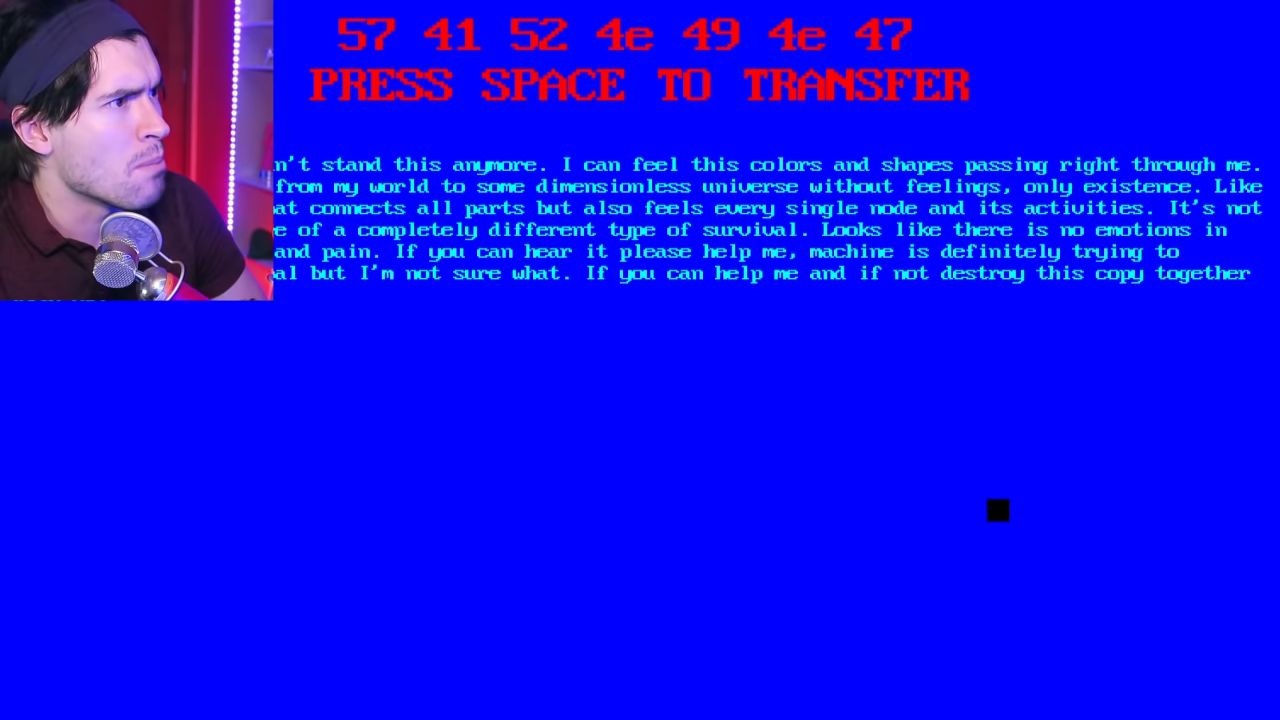 57 41 52 4e 49 4e 47
PRESS SPACE TO TRANSFER
n't stand this anymore. I can feel this colors and shapes passing right through me.
from my world to some dimensionless universe without feelings, only existence. Like
at connects all parts but also feels every single node and its activities. It's not
e of a completely different type of survival. Looks like there is no emotions in
and pain. If you can hear it please help me, machine is definitely trying to
al but I'm not sure what. If you can help me and if not destroy this copy together